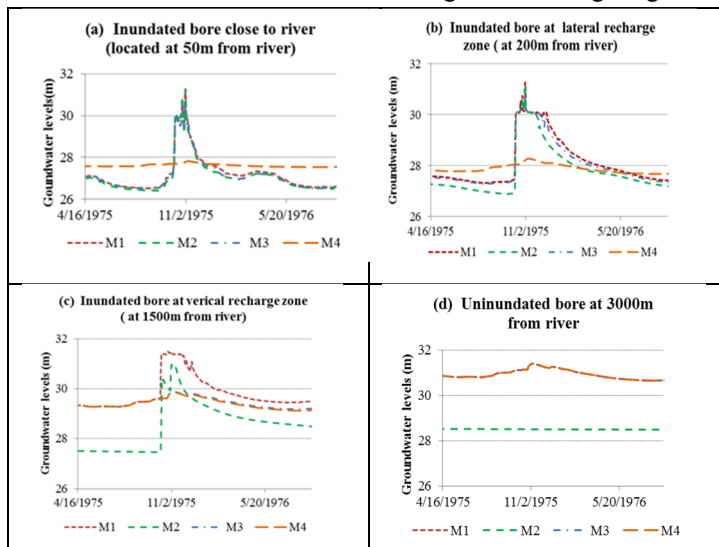 (a) Inundated bore close to river
(located at 50m from river)
Groundwater levels(m)
32
30
28
26
4/16/1975
11/2/1975
5/20/1976
M1
M2
M3
M4
(b) Inundated bore at lateral recharge
zone ( at 200m from river)
Groundwater levels (m)
32
30
28
26
4/16/1975
11/2/1975
5/20/1976
M1
M2
M3
M4
(c) Inundated bore at verical recharge zone
( at 1500m from river)
Groundwater levels (m)
32
30
28
26
4/16/1975
11/2/1975
5/20/1976
M1
M2
M3
M4
(d) Uninundated bore at 3000m
from river
Groundwater levels (m)
32
30
28
26
4/16/1975
11/2/1975
5/20/1976
M1
M2
M3
M4